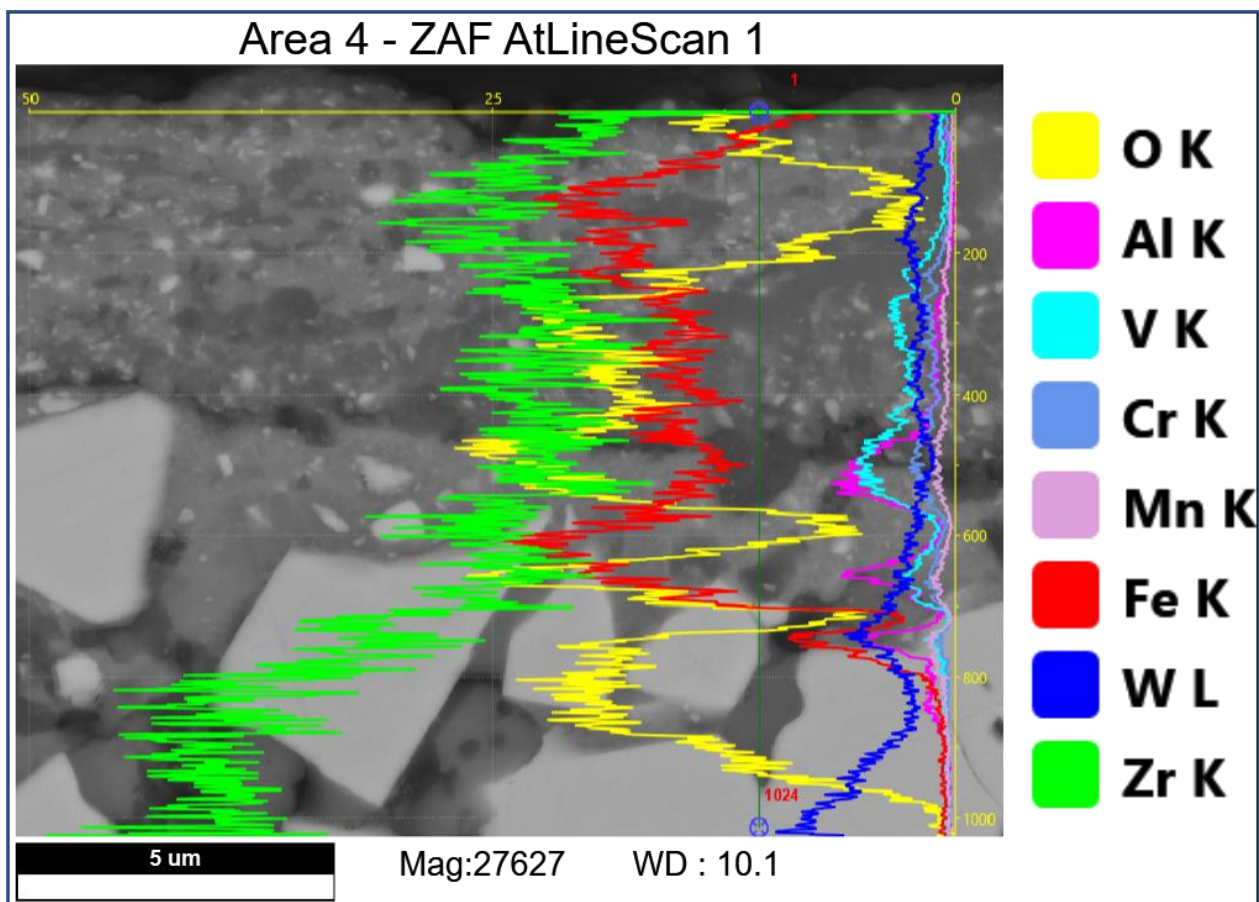 Area 4 - ZAF AtLineScan 1
1
50 25 0
200
400
600
800
1024
1000
O K
Al K
V K
Cr K
Mn K
Fe K
W L
Zr K
5 um
Mag:27627 WD : 10.1